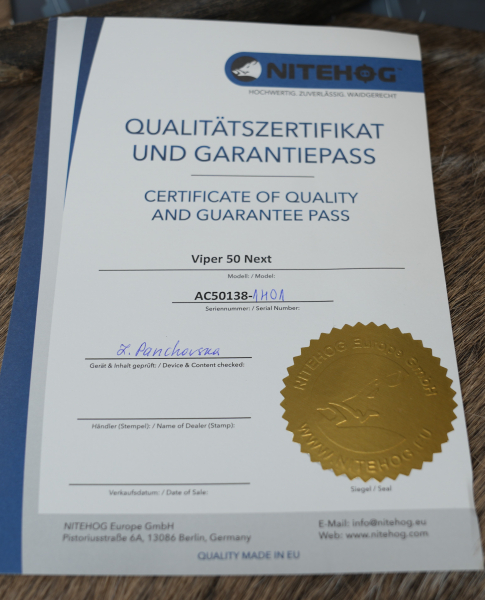 NITEHOG™
HOCHWERTIG, ZUVERLÄSSIG, WAIDGERECHT
QUALITÄTSZERTIFIKAT
UND GARANTIEPASS
CERTIFICATE OF QUALITY
AND GUARANTEE PASS
Viper 50 Next
Modell: / Model:
AC50138-1401
Seriennummer: / Serial Number:
Z. Panchovska
Gerät & Inhalt geprüft: / Device & Content checked:
Händler (Stempel): / Name of Dealer (Stamp):
NITEHOG Europe GmbH
WWW.NITEHOG.EU
Verkaufsdatum: / Date of Sale:
Siegel / Seal
NITEHOG Europe GmbH
Pistoriusstraße 6A, 13086 Berlin, Germany
E-Mail: info@nitehog.eu
Web: www.nitehog.com
QUALITY MADE IN EU